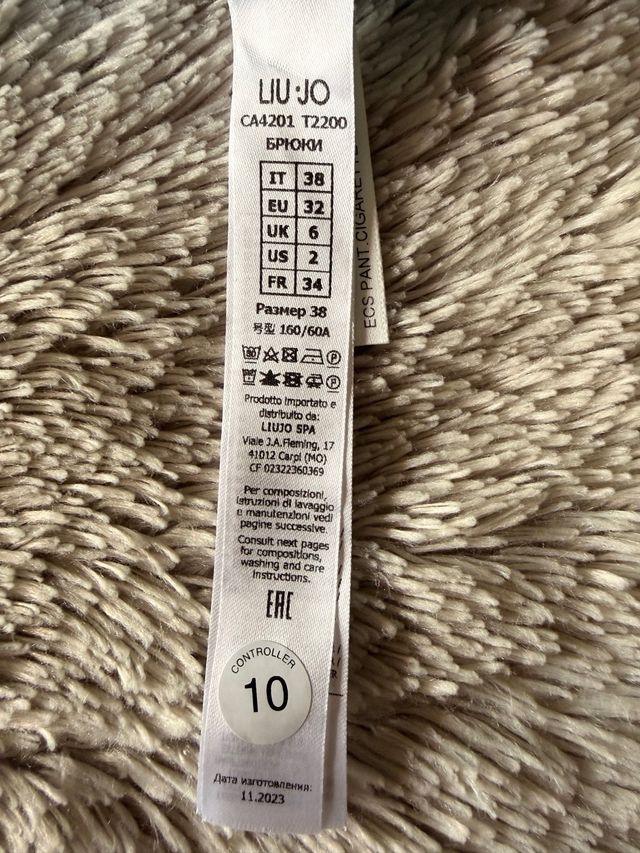 LIU·JO
CA4201 T2200
БРЮКИ
IT 38
EU 32
UK 6
US 2
FR 34
Размер 38
号型 160/60A
Prodotto importato e
distribuito da:
LIUJO SPA
Viale J.A.Fleming, 17
41012 Carpi (MO)
CF 02322360369
Per composizioni,
istruzioni di lavaggio
e manutenzioni vedi
pagine successive.
Consult next pages
for compositions,
washing and care
instructions.
EAC
CONTROLLER
10
Дата изготовления:
11.2023
ECS PANT.CIGARETTE